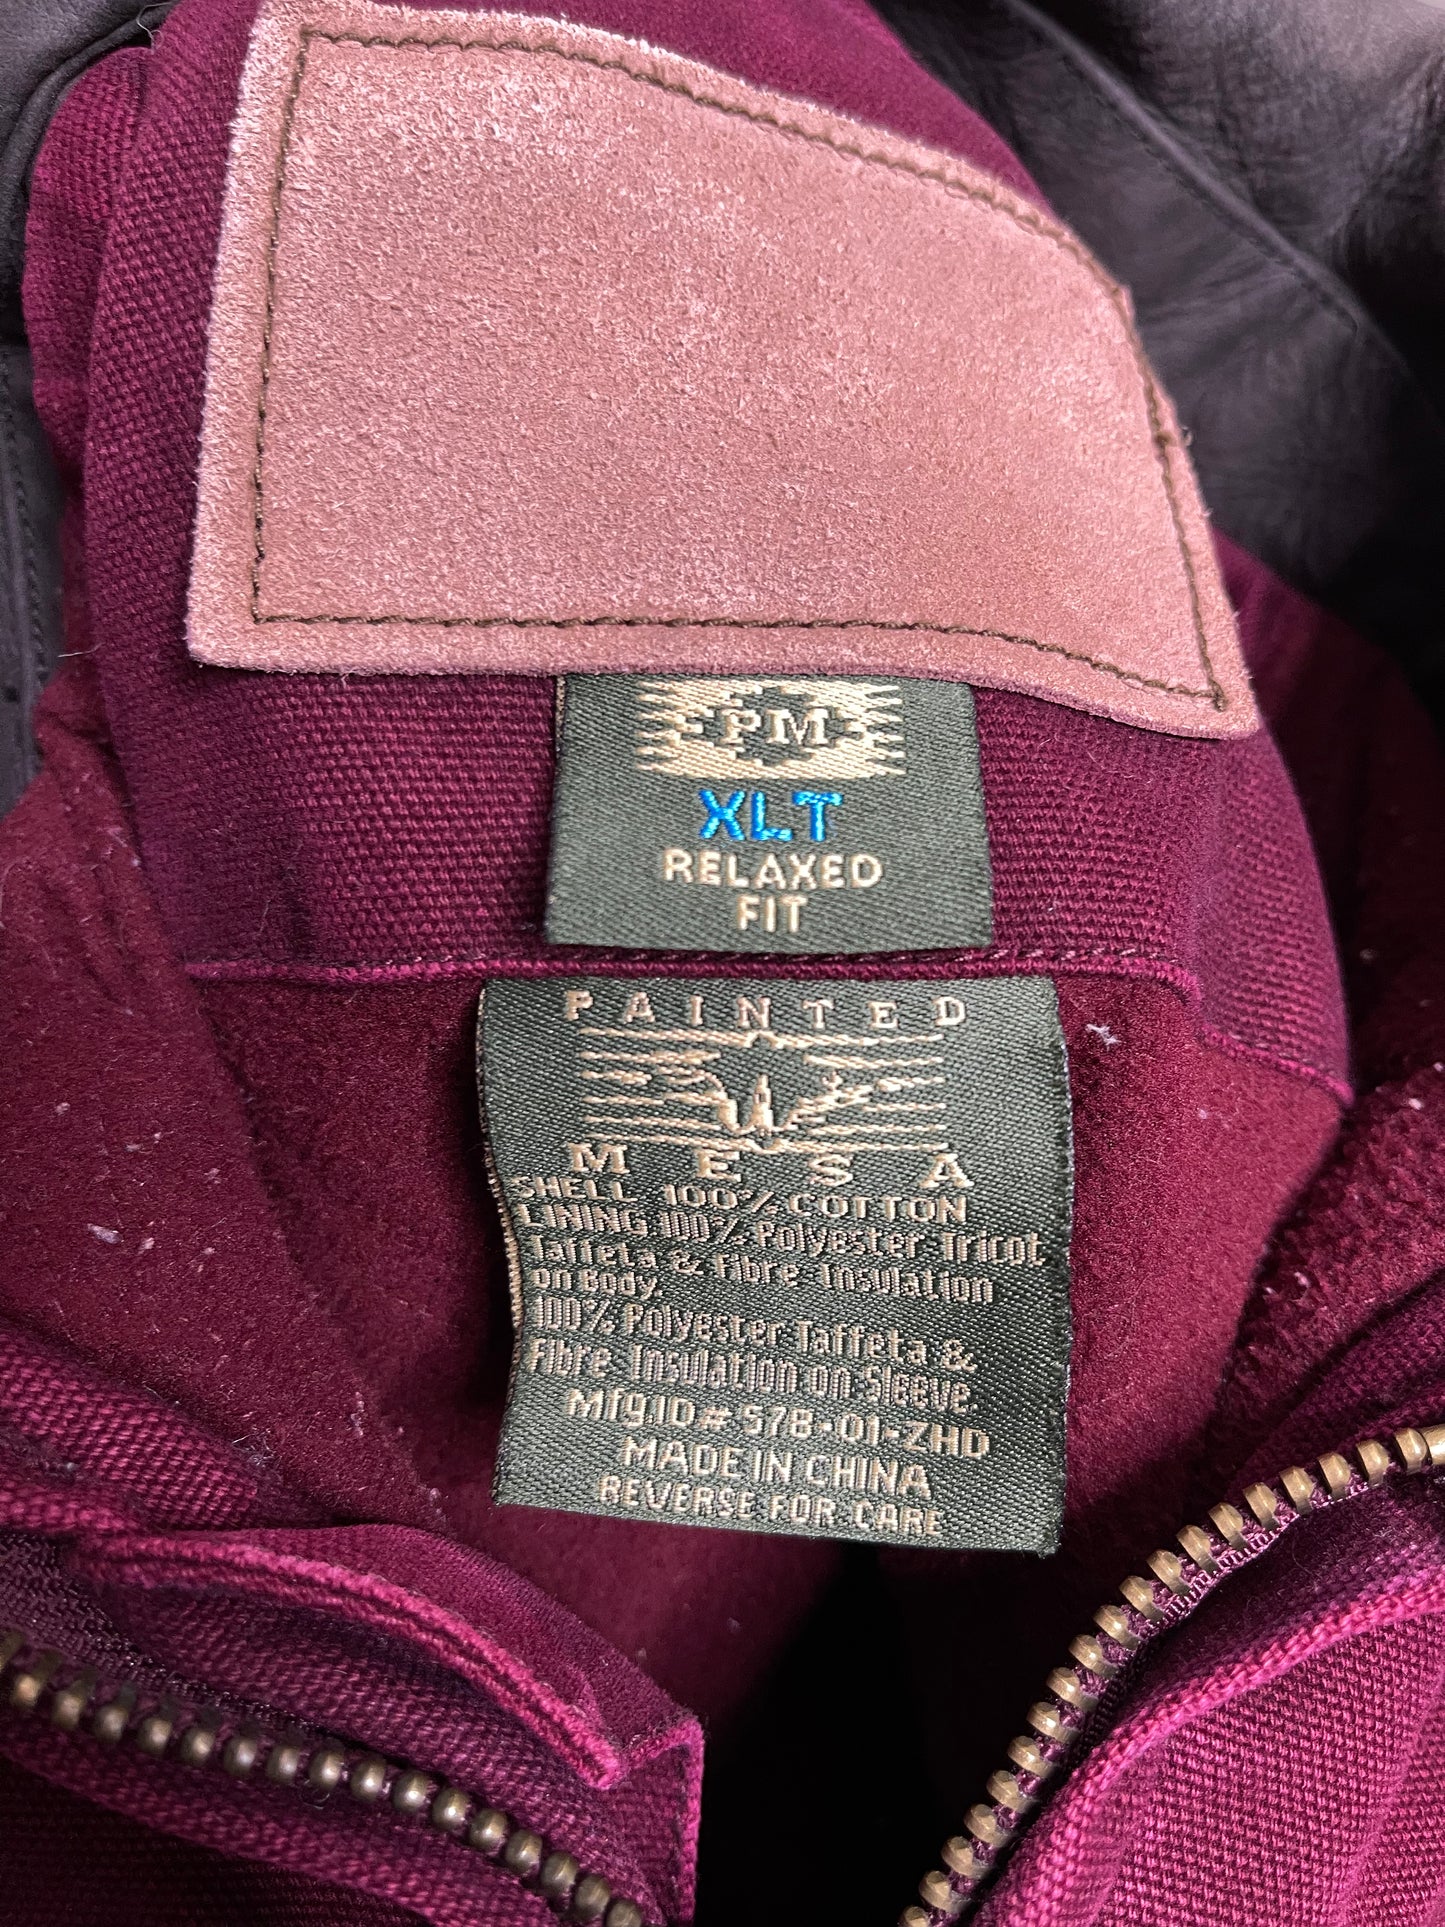 PM
XLT
RELAXED
FIT
PAINTED
MESA
SHELL 100% COTTON
LINING 100% Polyester Tricot
Taffeta & Fibre Insulation
on Body.
100% Polyester Taffeta &
Fibre Insulation on Sleeve.
Mfg.ID # S7B-01-ZHD
MADE IN CHINA
REVERSE FOR CARE